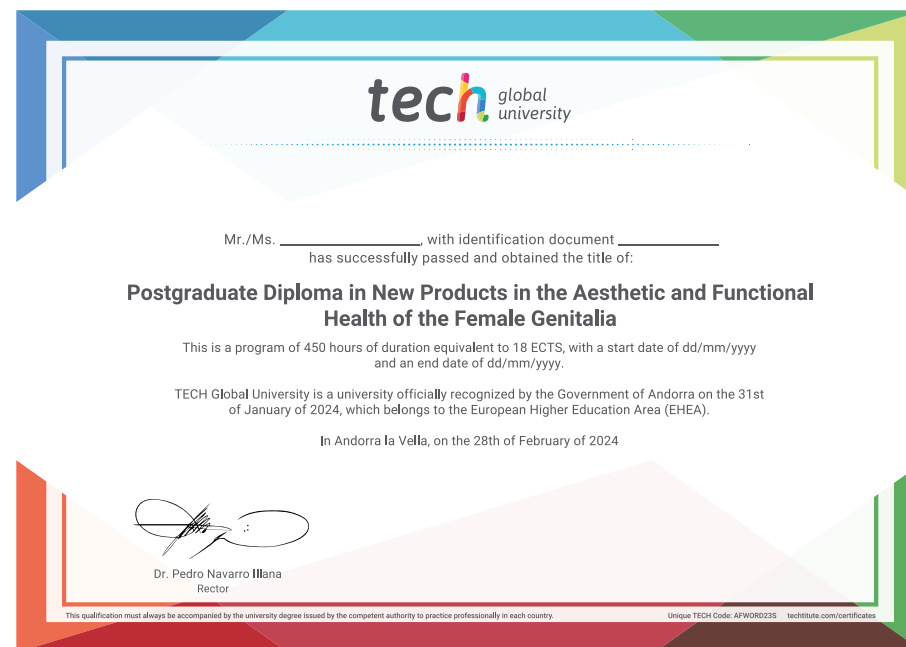 tech global
university
Mr./Ms. ________________, with identification document ____________
has successfully passed and obtained the title of:
Postgraduate Diploma in New Products in the Aesthetic and Functional
Health of the Female Genitalia
This is a program of 450 hours of duration equivalent to 18 ECTS, with a start date of dd/mm/yyyy
and an end date of dd/mm/yyyy.
TECH Global University is a university officially recognized by the Government of Andorra on the 31st
of January of 2024, which belongs to the European Higher Education Area (EHEA).
In Andorra la Vella, on the 28th of February of 2024
Dr. Pedro Navarro Illana
Rector
This qualification must always be accompanied by the university degree issued by the competent authority to practice professionally in each country.
Unique TECH Code: AFWORD23S techtitute.com/certificates